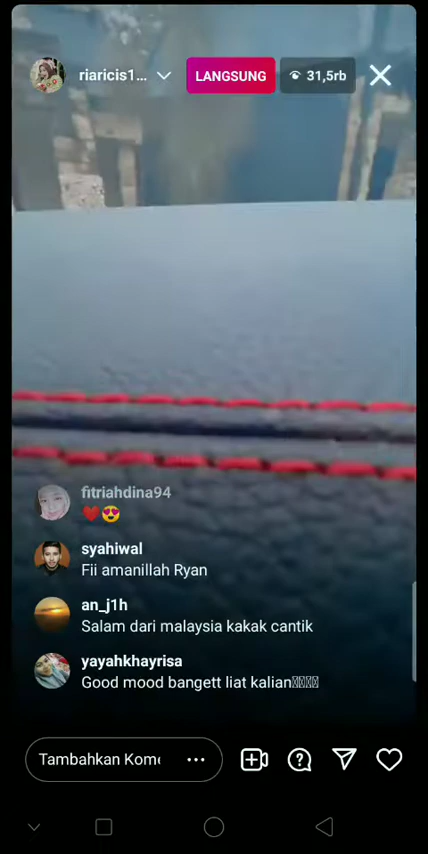 riaricis1...
LANGSUNG
31,5rb
fitriahdina94
❤️😍
syahiwal
Fii amanillah Ryan
an_j1h
Salam dari malaysia kakak cantik
yayahkhayrisa
Good mood bangett liat kalian
Tambahkan Kome